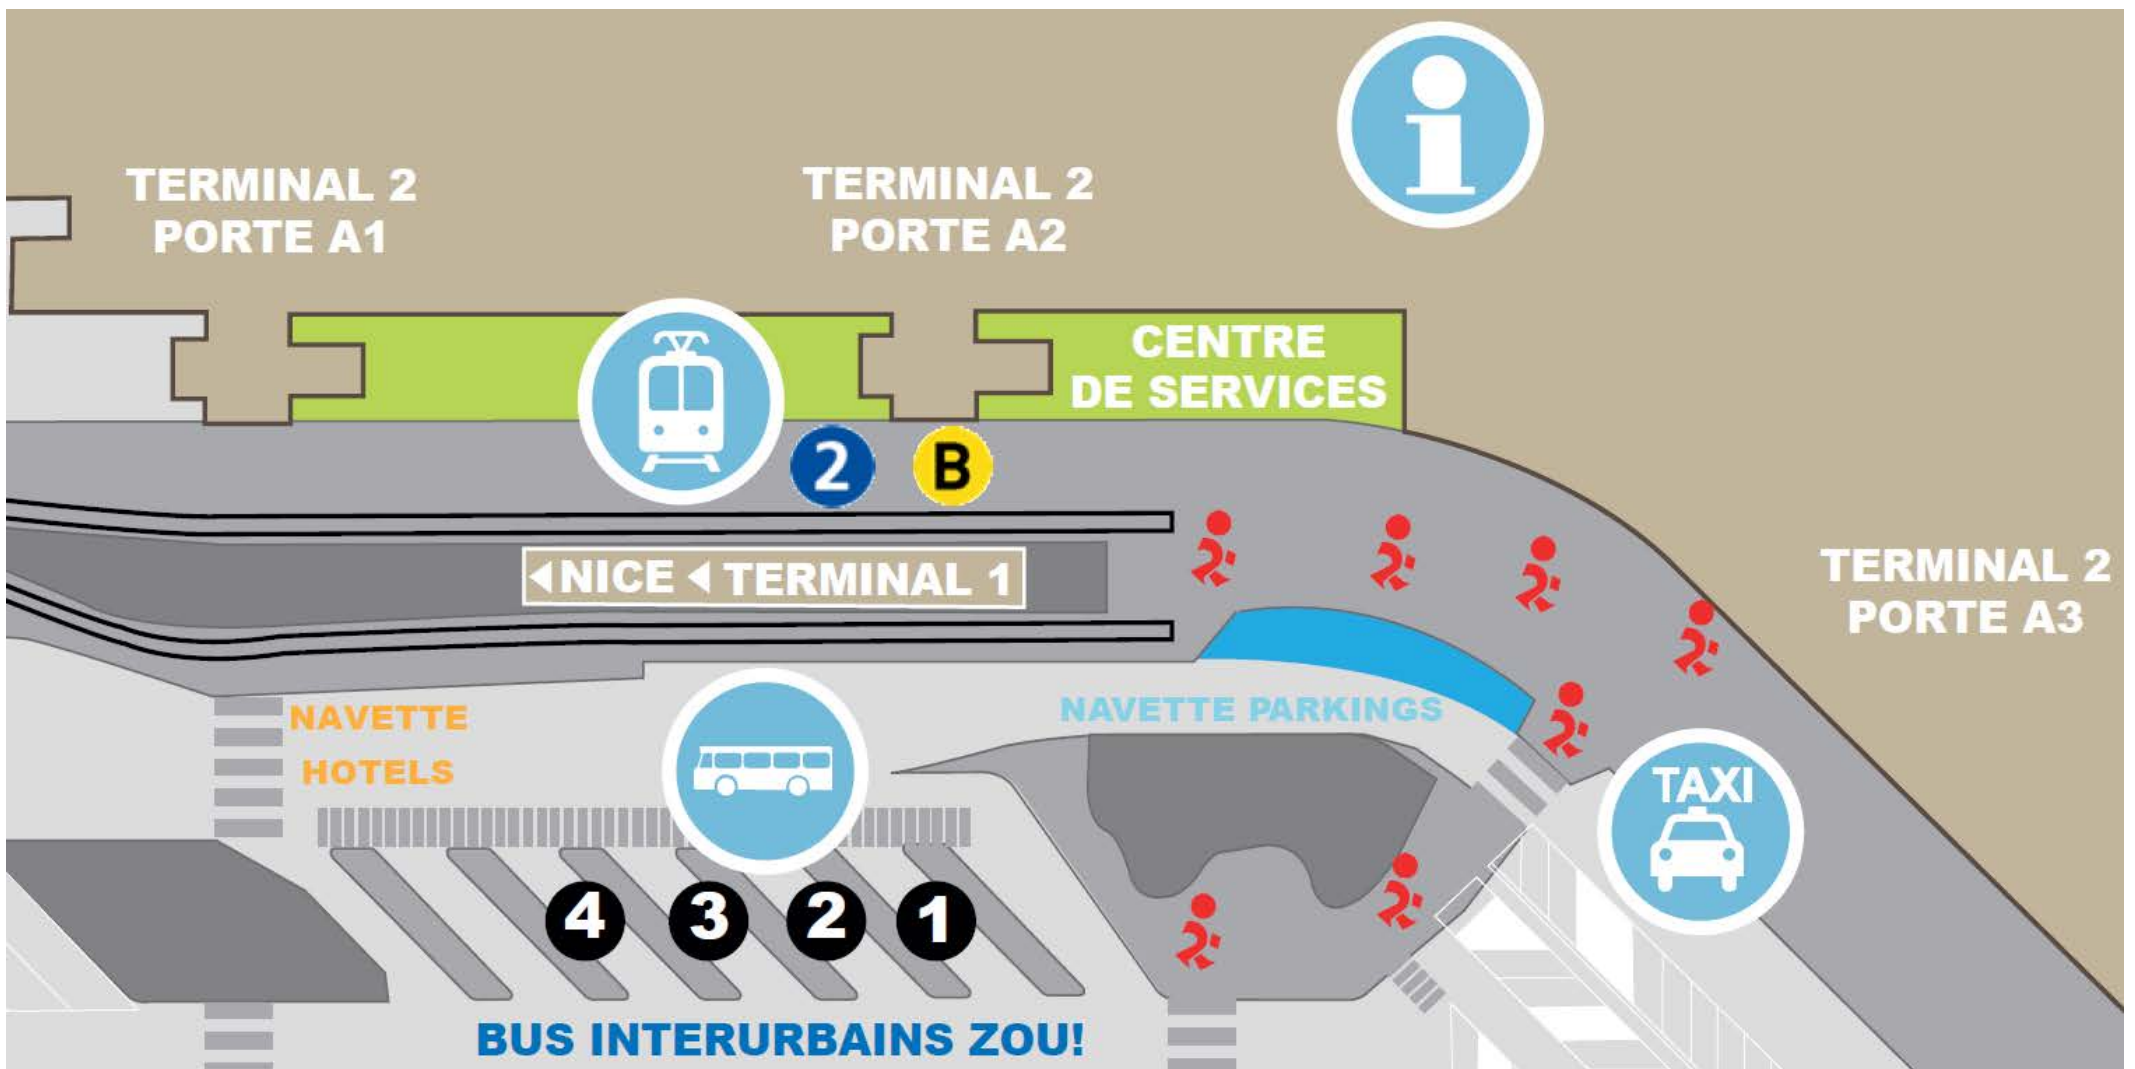 TERMINAL 2
PORTE A1
TERMINAL 2
PORTE A2
i
CENTRE
DE SERVICES
2
B
NICE TERMINAL 1
TERMINAL 2
PORTE A3
NAVETTE
HOTELS
NAVETTE PARKINGS
TAXI
4
3
2
1
BUS INTERURBAINS ZOU!